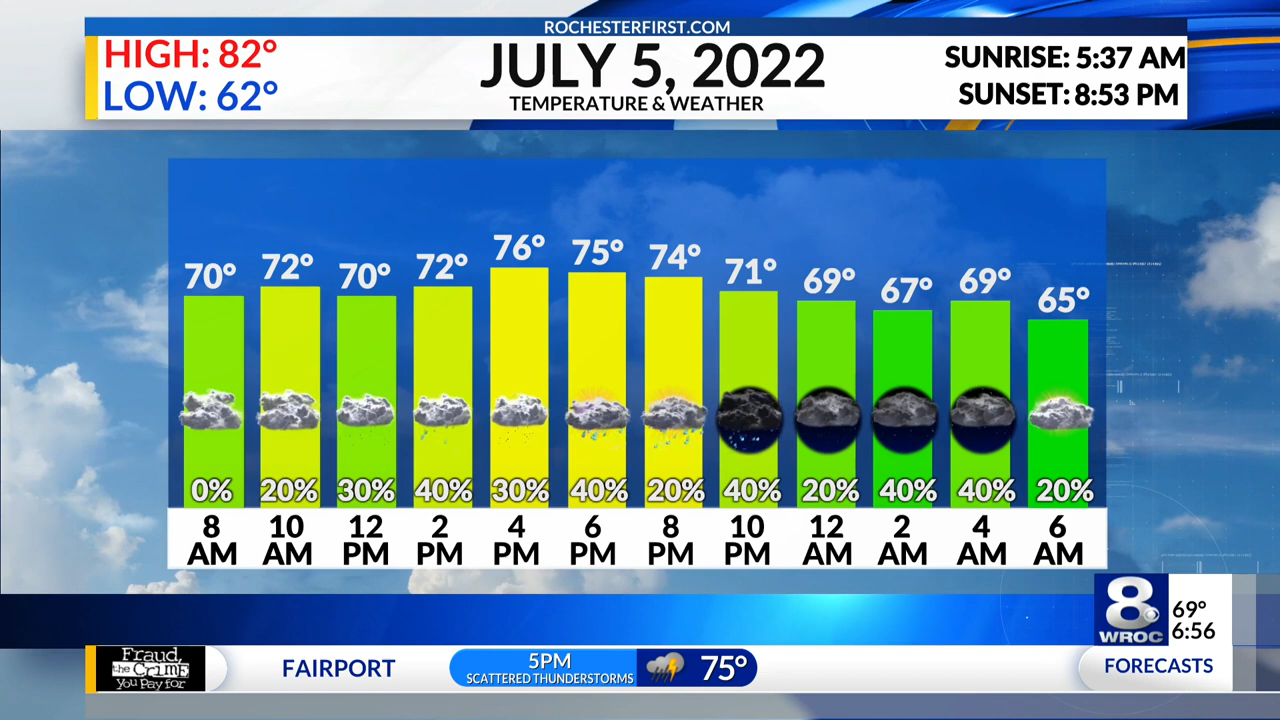 ROCHESTERFIRST.COM
HIGH: 82°
LOW: 62°
JULY 5, 2022
TEMPERATURE & WEATHER
SUNRISE: 5:37 AM
SUNSET: 8:53 PM
70° 72° 70° 72° 76° 75° 74° 71° 69° 67° 69° 65°
0% 20% 30% 40% 30% 40% 20% 40% 20% 40% 40% 20%
8 10 12 2 4 6 8 10 12 2 4 6
AM AM PM PM PM PM PM PM AM AM AM AM
8
WROC
69°
6:56
Fraud,
the Crime
You Pay for
FAIRPORT
5PM
SCATTERED THUNDERSTORMS
75°
FORECASTS